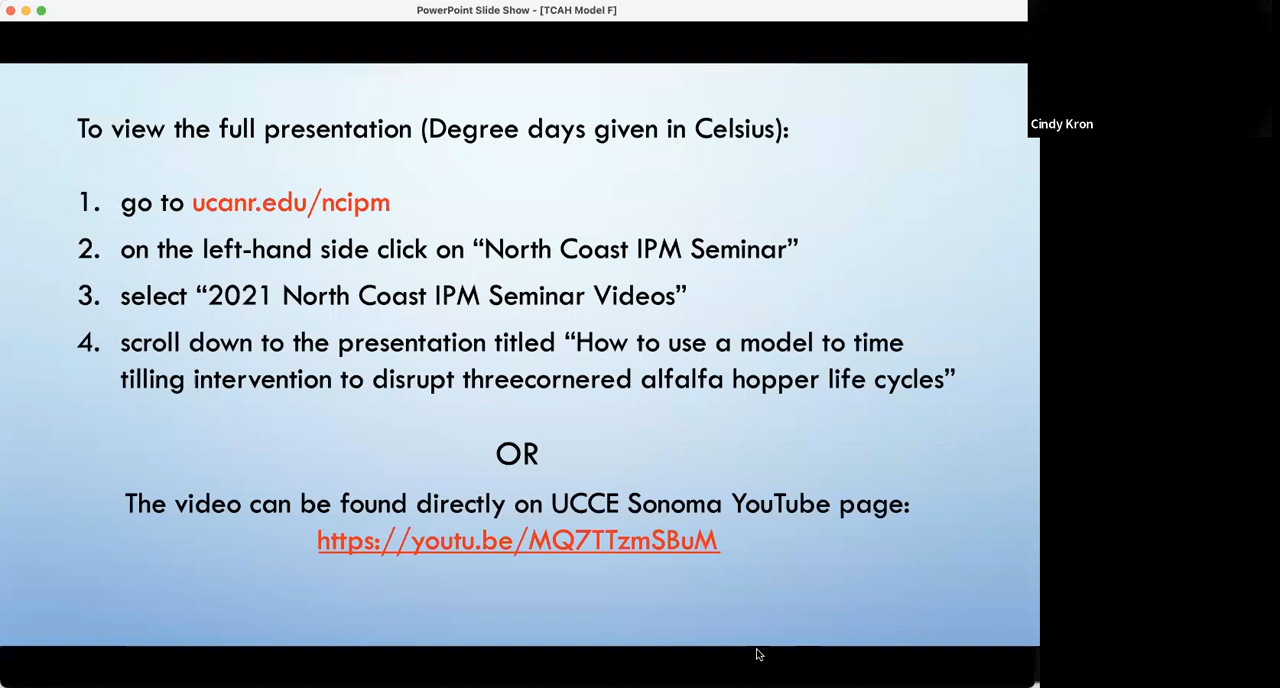 PowerPoint Slide Show - [TCAH Model F]
Cindy Kron
To view the full presentation (Degree days given in Celsius):
1. go to ucanr.edu/ncipm
2. on the left-hand side click on “North Coast IPM Seminar”
3. select “2021 North Coast IPM Seminar Videos”
4. scroll down to the presentation titled “How to use a model to time
tilling intervention to disrupt threecornered alfalfa hopper life cycles”
OR
The video can be found directly on UCCE Sonoma YouTube page:
https://youtu.be/MQ7TTzmSBuM